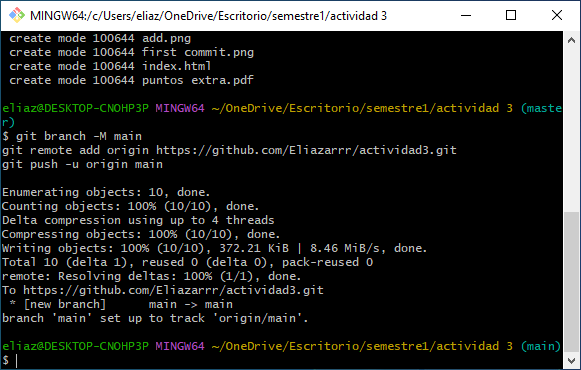 MINGW64:/c/Users/eliaz/OneDrive/Escritorio/semestre1/actividad 3
create mode 100644 add.png
create mode 100644 first commit.png
create mode 100644 index.html
create mode 100644 puntos extra.pdf
eliaz@DESKTOP-CNOHP3P MINGW64 ~/OneDrive/Escritorio/semestre1/actividad 3 (maste
r)
$ git branch -M main
git remote add origin https://github.com/Eliazarrr/actividad3.git
git push -u origin main
Enumerating objects: 10, done.
Counting objects: 100% (10/10), done.
Delta compression using up to 4 threads
Compressing objects: 100% (10/10), done.
Writing objects: 100% (10/10), 372.21 KiB | 8.46 MiB/s, done.
Total 10 (delta 1), reused 0 (delta 0), pack-reused 0
remote: Resolving deltas: 100% (1/1), done.
To https://github.com/Eliazarrr/actividad3.git
* [new branch]      main -> main
branch 'main' set up to track 'origin/main'.
eliaz@DESKTOP-CNOHP3P MINGW64 ~/OneDrive/Escritorio/semestre1/actividad 3 (main)
$